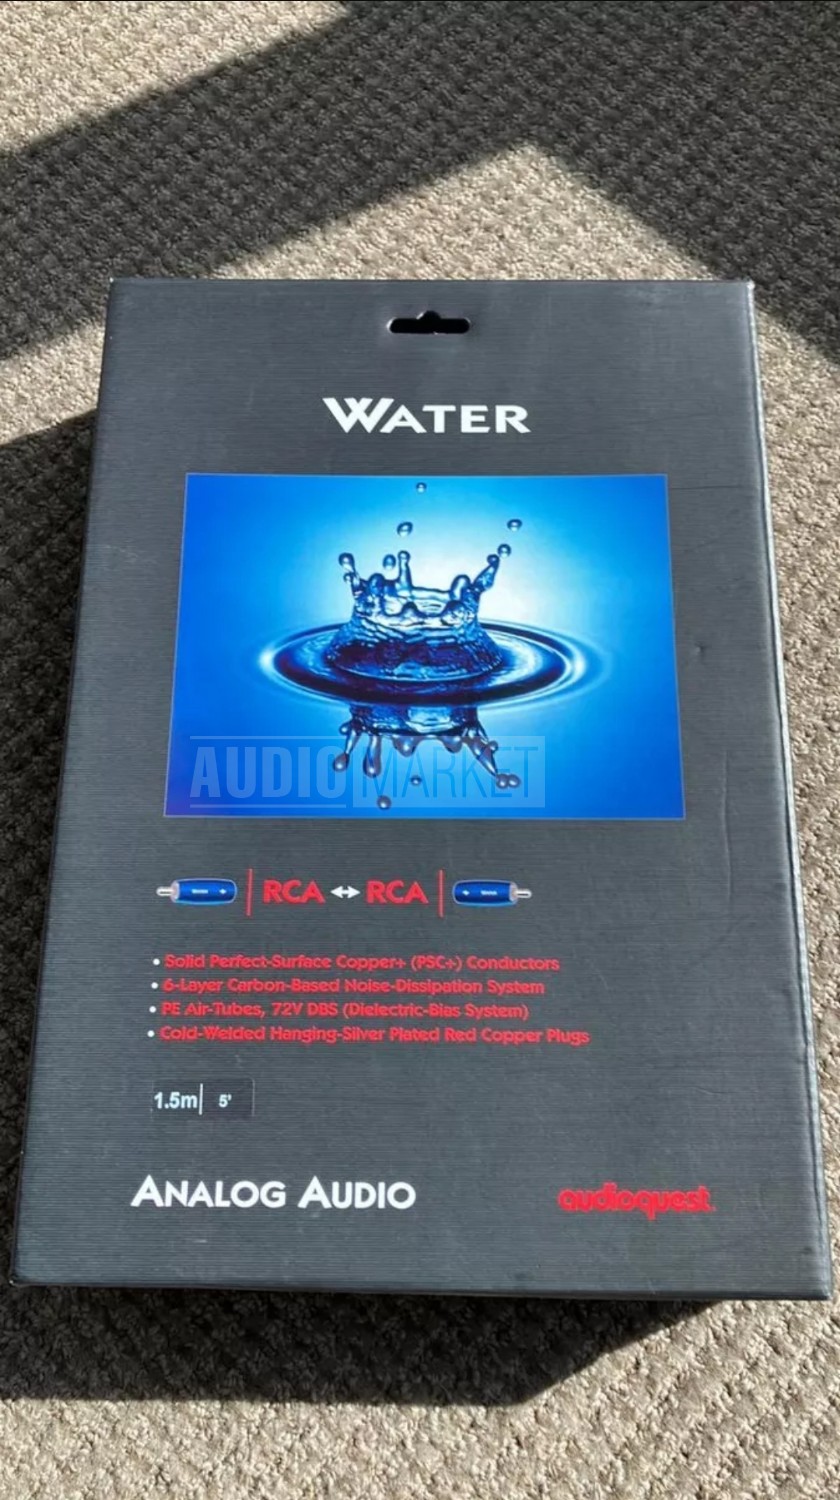 WATER
AUDIOMARKET
RCA ↔ RCA
• Solid Perfect-Surface Copper+ (PSC+) Conductors
• 6-Layer Carbon-Based Noise-Dissipation System
• PE Air-Tubes, 72V DBS (Dielectric-Bias System)
• Cold-Welded Hanging-Silver Plated Red Copper Plugs
1.5m 5'
ANALOG AUDIO
audioquest